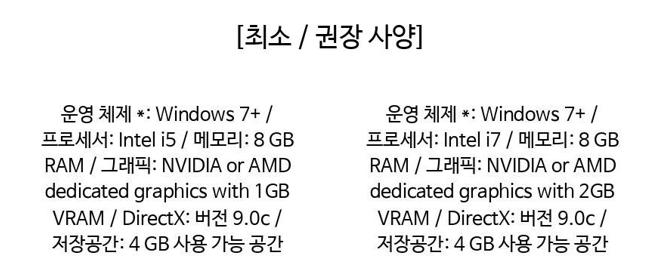 [최소 / 권장 사양]
운영 체제 *: Windows 7+ /
프로세서: Intel i5 / 메모리: 8 GB
RAM / 그래픽: NVIDIA or AMD
dedicated graphics with 1GB
VRAM / DirectX: 버전 9.0c /
저장공간: 4 GB 사용 가능 공간
운영 체제 *: Windows 7+ /
프로세서: Intel i7 / 메모리: 8 GB
RAM / 그래픽: NVIDIA or AMD
dedicated graphics with 2GB
VRAM / DirectX: 버전 9.0c /
저장공간: 4 GB 사용 가능 공간